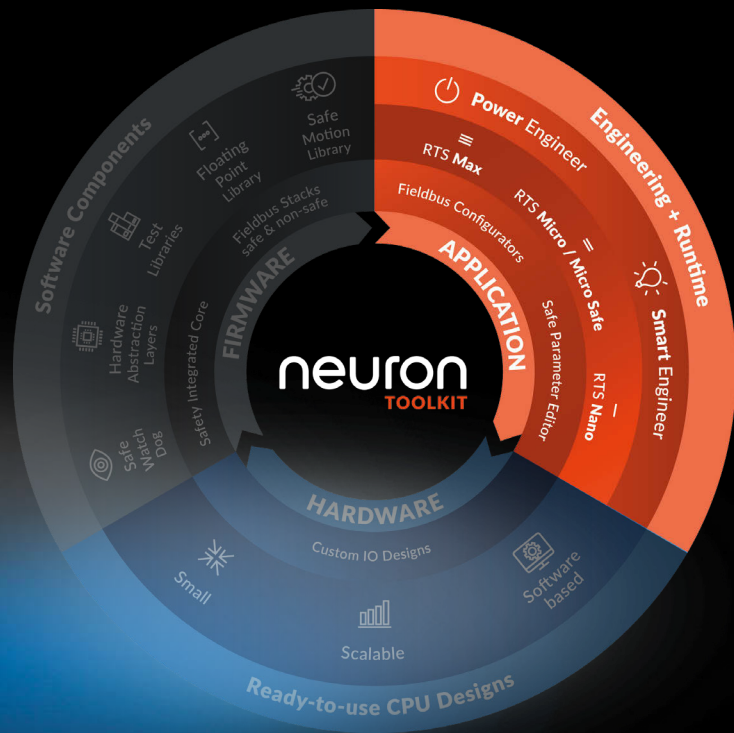 neuron
TOOLKIT
APPLICATION
Engineering + Runtime
Power Engineer
Smart Engineer
RTS Max
RTS Micro / Micro Safe
RTS Nano
Fieldbus Configurators
Safe Parameter Editor
HARDWARE
Custom IO Designs
Software
based
Scalable
Small
Ready-to-use CPU Designs
FIRMWARE
Safety Integrated Core
Fieldbus Stacks
safe & non-safe
Safe
Watch
Dog
Hardware
Abstraction
Layers
Test
Libraries
Floating
Point
Library
Safe
Motion
Library
Software Components